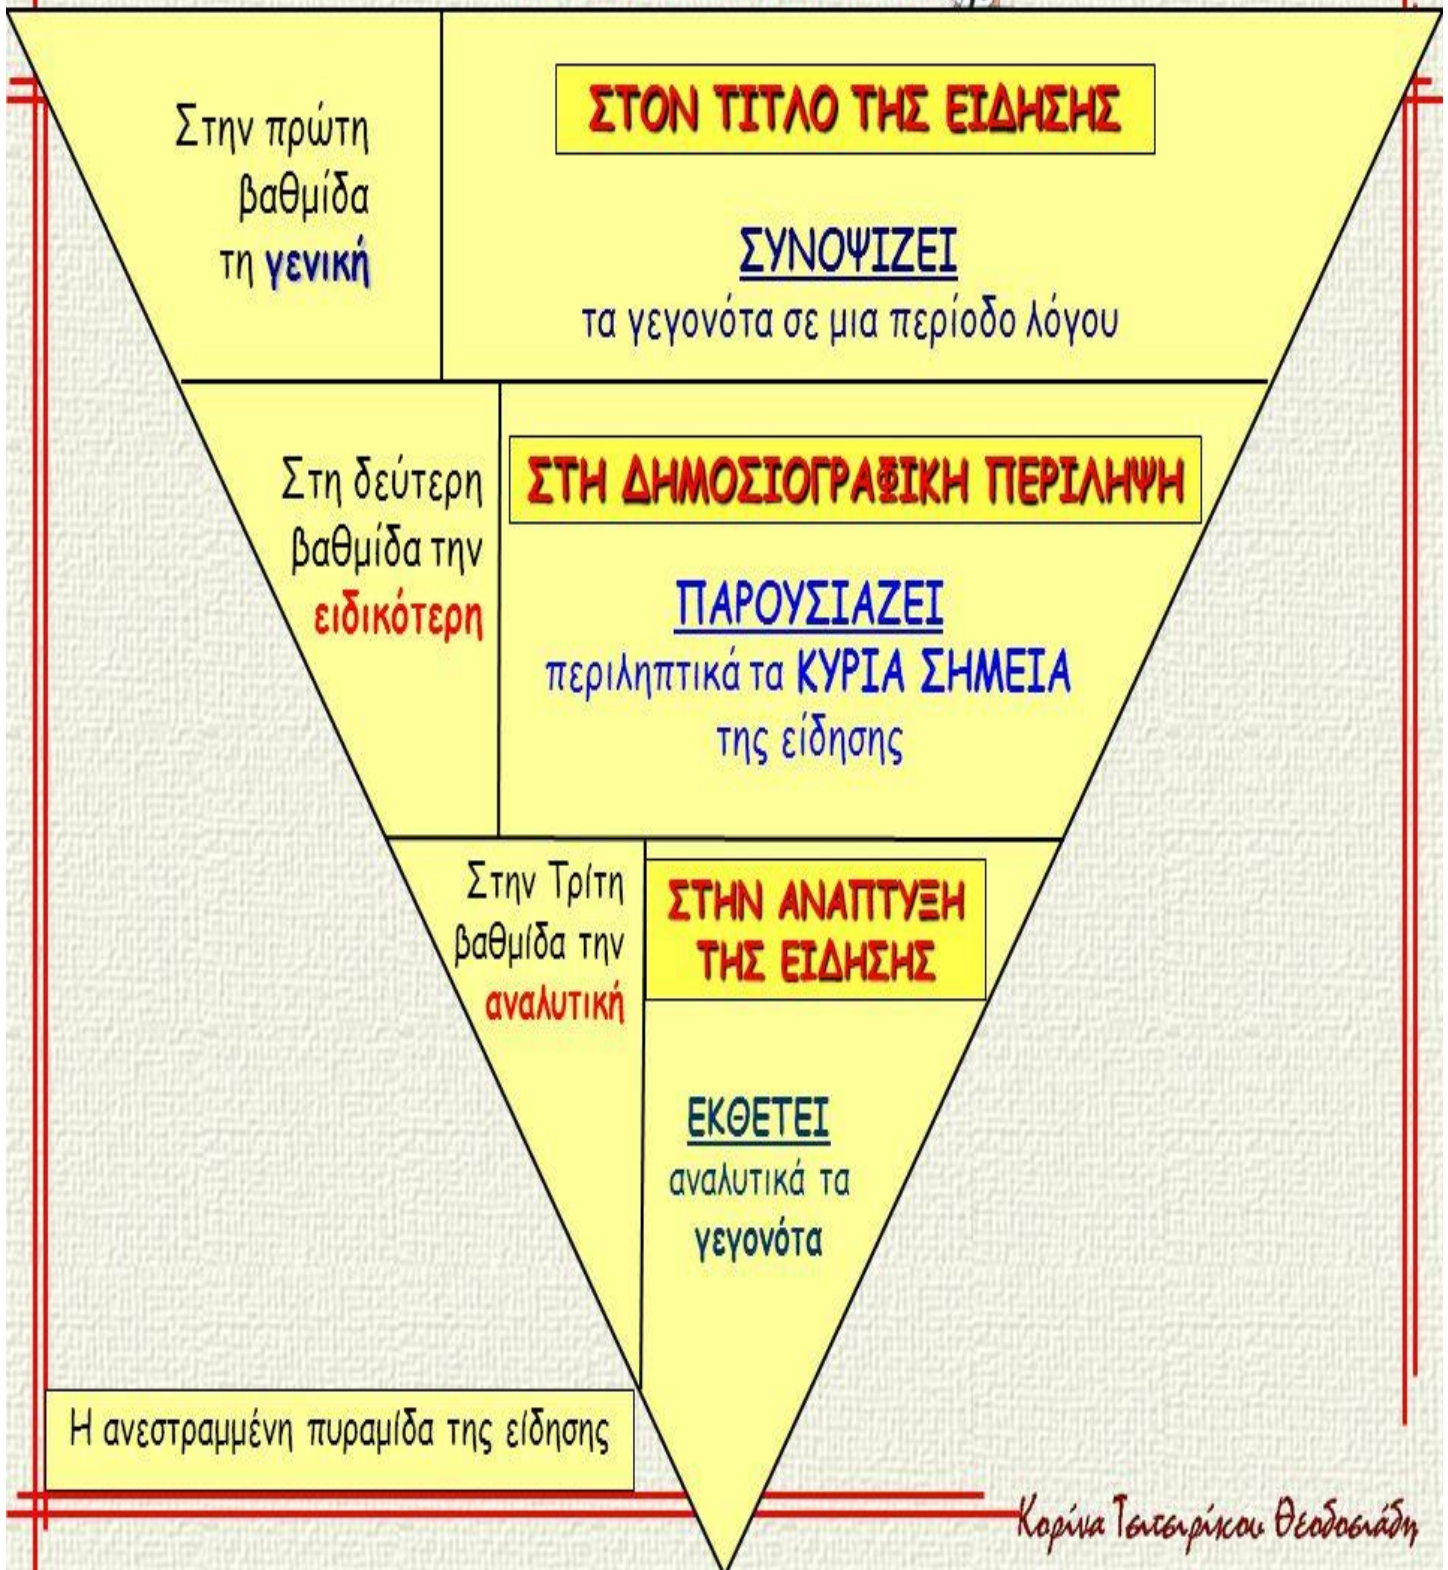 Στην πρώτη
βαθμίδα
τη γενική
ΣΤΟΝ ΤΙΤΛΟ ΤΗΣ ΕΙΔΗΣΗΣ
ΣΥΝΟΨΙΖΕΙ
τα γεγονότα σε μια περίοδο λόγου
Στη δεύτερη
βαθμίδα την
ειδικότερη
ΣΤΗ ΔΗΜΟΣΙΟΓΡΑΦΙΚΗ ΠΕΡΙΛΗΨΗ
ΠΑΡΟΥΣΙΑΖΕΙ
περιληπτικά τα ΚΥΡΙΑ ΣΗΜΕΙΑ
της είδησης
Στην Τρίτη
βαθμίδα την
αναλυτική
ΣΤΗΝ ΑΝΑΠΤΥΞΗ
ΤΗΣ ΕΙΔΗΣΗΣ
ΕΚΘΕΤΕΙ
αναλυτικά τα
γεγονότα
Η ανεστραμμένη πυραμίδα της είδησης
Κορίνα Τσιτσιρίκου Θεοδοσιάδη